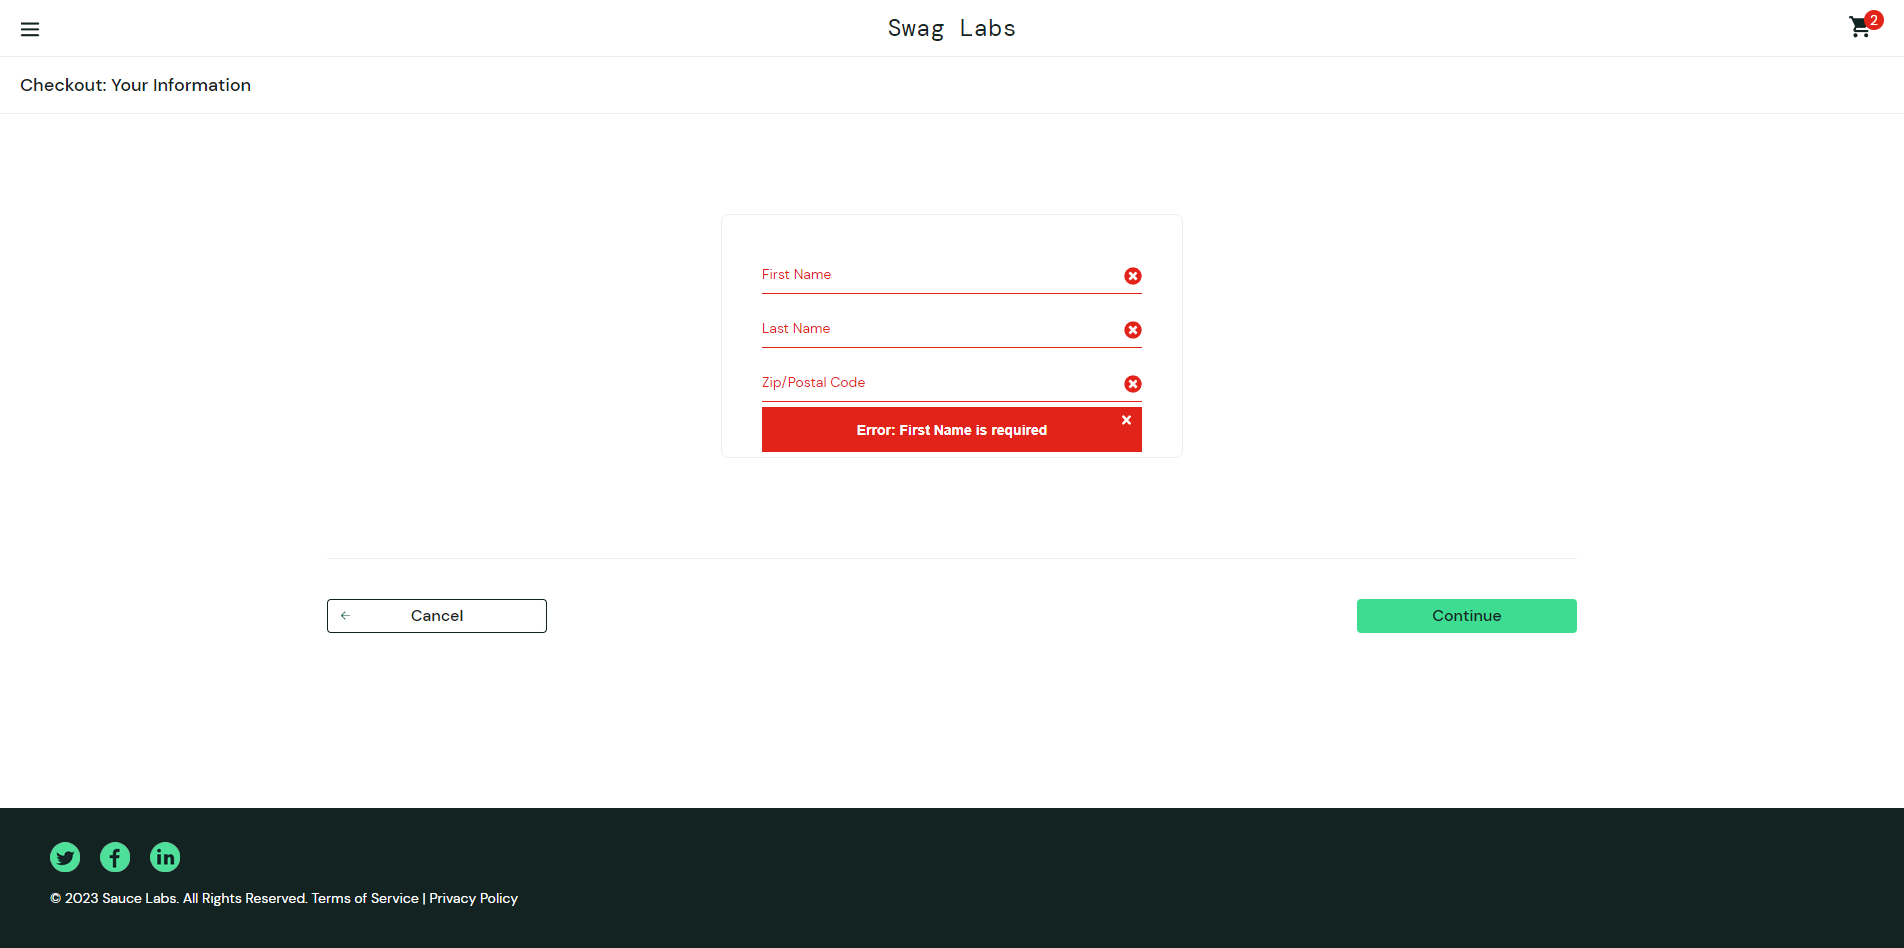 Swag Labs
2
Checkout: Your Information
First Name
Last Name
Zip/Postal Code
Error: First Name is required
Cancel
Continue
© 2023 Sauce Labs. All Rights Reserved. Terms of Service | Privacy Policy